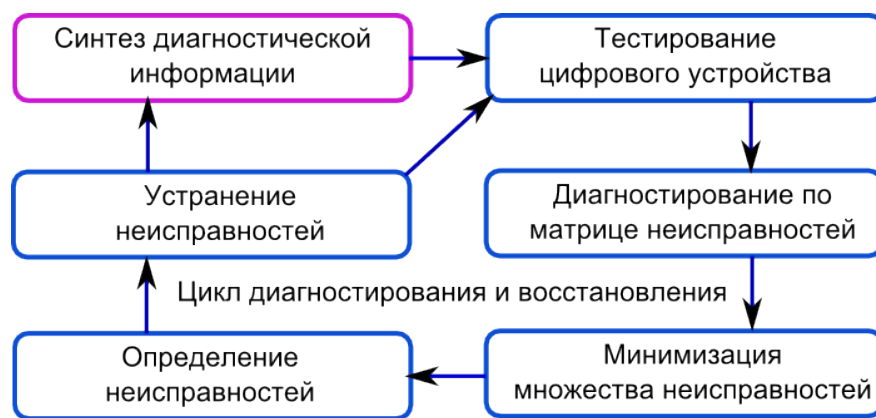 Синтез диагностической
информации
Тестирование
цифрового устройства
Устранение
неисправностей
Диагностирование по
матрице неисправностей
Цикл диагностирования и восстановления
Определение
неисправностей
Минимизация
множества неисправностей